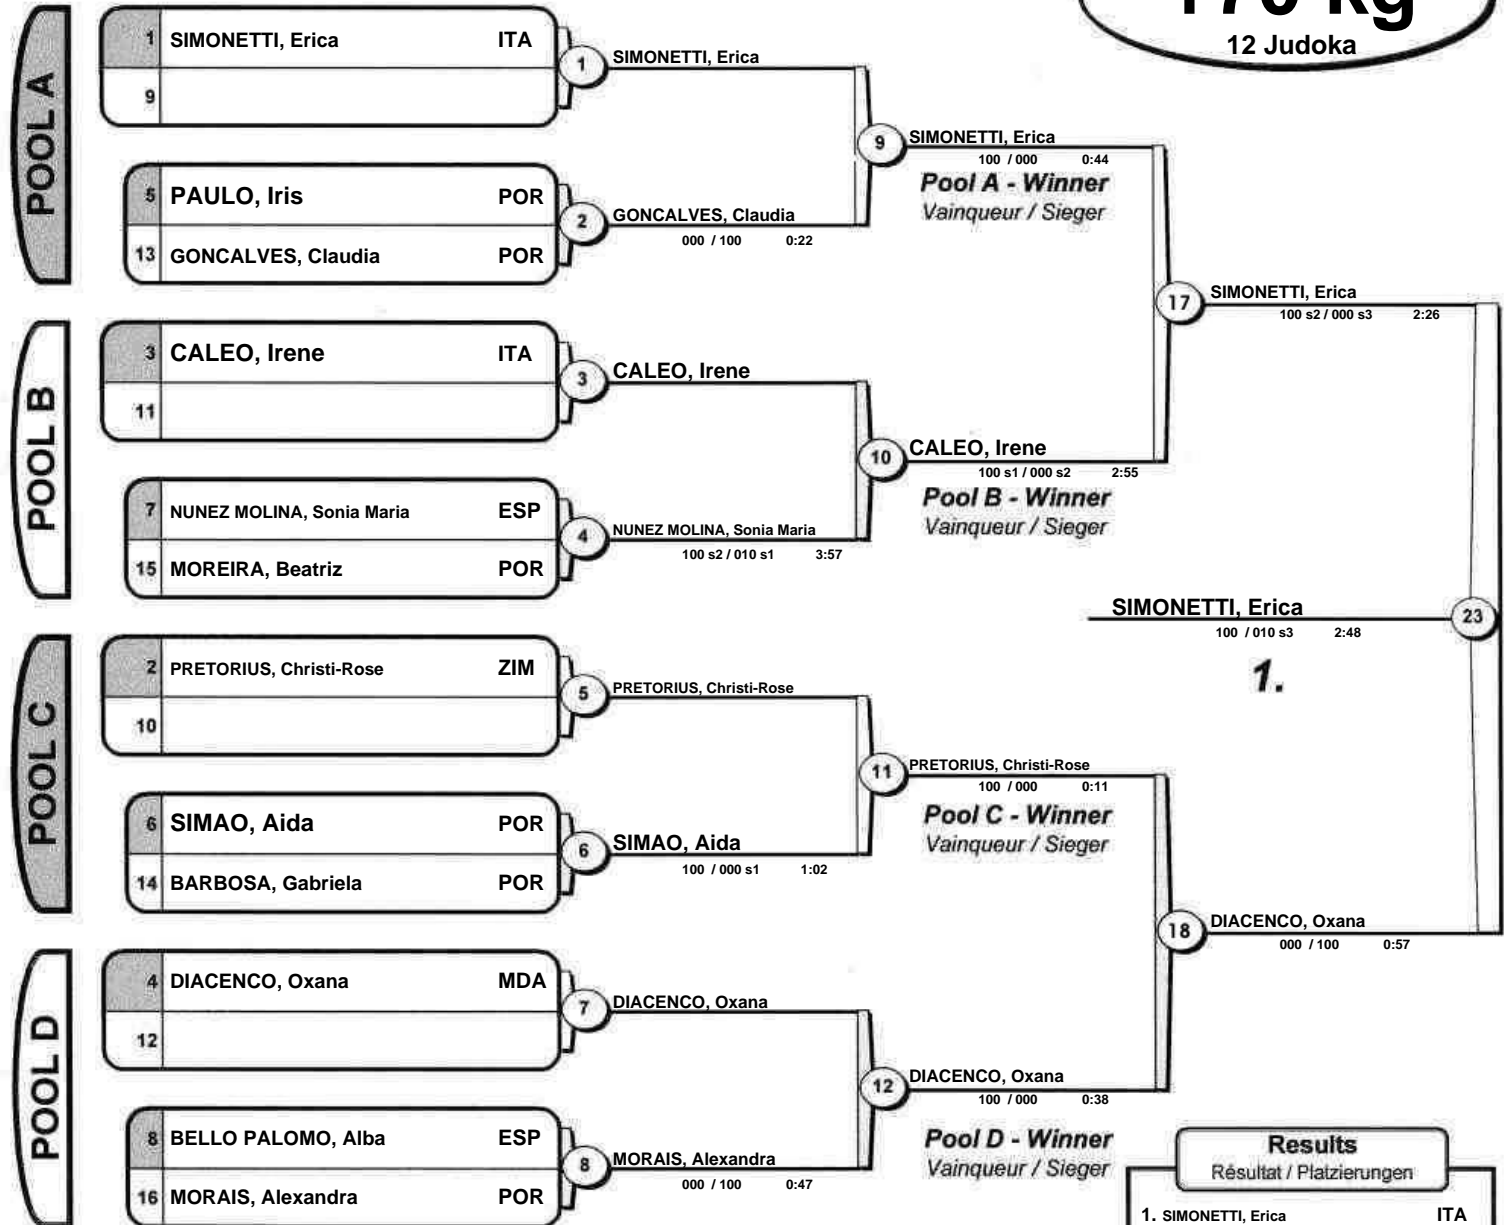 +70 kg
12 Judoka
POOL A
1 SIMONETTI, Erica ITA
9
1 SIMONETTI, Erica
5 PAULO, Iris POR
13 GONCALVES, Claudia POR
2 GONCALVES, Claudia
000 / 100 0:22
9 SIMONETTI, Erica
100 / 000 0:44
Pool A - Winner
Vainqueur / Sieger
POOL B
3 CALEO, Irene ITA
11
3 CALEO, Irene
7 NUNEZ MOLINA, Sonia Maria ESP
15 MOREIRA, Beatriz POR
4 NUNEZ MOLINA, Sonia Maria
100 s2 / 010 s1 3:57
10 CALEO, Irene
100 s1 / 000 s2 2:55
Pool B - Winner
Vainqueur / Sieger
17 SIMONETTI, Erica
100 s2 / 000 s3 2:26
SIMONETTI, Erica 23
100 / 010 s3 2:48
1.
POOL C
2 PRETORIUS, Christi-Rose ZIM
10
5 PRETORIUS, Christi-Rose
6 SIMAO, Aida POR
14 BARBOSA, Gabriela POR
6 SIMAO, Aida
100 / 000 s1 1:02
11 PRETORIUS, Christi-Rose
100 / 000 0:11
Pool C - Winner
Vainqueur / Sieger
18 DIACENCO, Oxana
000 / 100 0:57
POOL D
4 DIACENCO, Oxana MDA
12
7 DIACENCO, Oxana
8 BELLO PALOMO, Alba ESP
16 MORAIS, Alexandra POR
8 MORAIS, Alexandra
000 / 100 0:47
12 DIACENCO, Oxana
100 / 000 0:38
Pool D - Winner
Vainqueur / Sieger
Results
Résultat / Platzierungen
1. SIMONETTI, Erica ITA